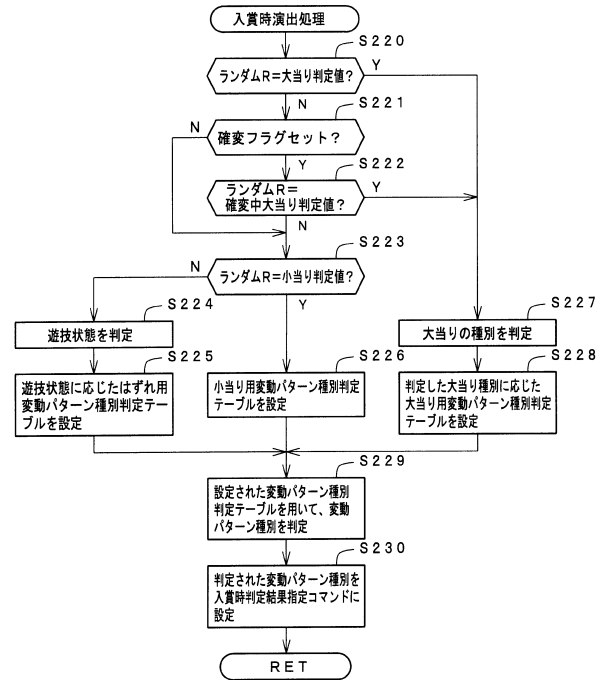 入賞時演出処理
S220
ランダムR=大当り判定値?
Y
N
S221
確変フラグセット?
N
Y
S222
ランダムR=
確変中大当り判定値?
Y
N
S223
ランダムR=小当り判定値?
N
Y
S224
遊技状態を判定
S227
大当りの種別を判定
S225
遊技状態に応じたはずれ用
変動パターン種別判定テー
ブルを設定
S226
小当り用変動パターン種別判定
テーブルを設定
S228
判定した大当り種別に応じた
大当り用変動パターン種別判定
テーブルを設定
S229
設定された変動パターン種別
判定テーブルを用いて、変動
パターン種別を判定
S230
判定された変動パターン種別を
入賞時判定結果指定コマンドに
設定
RET